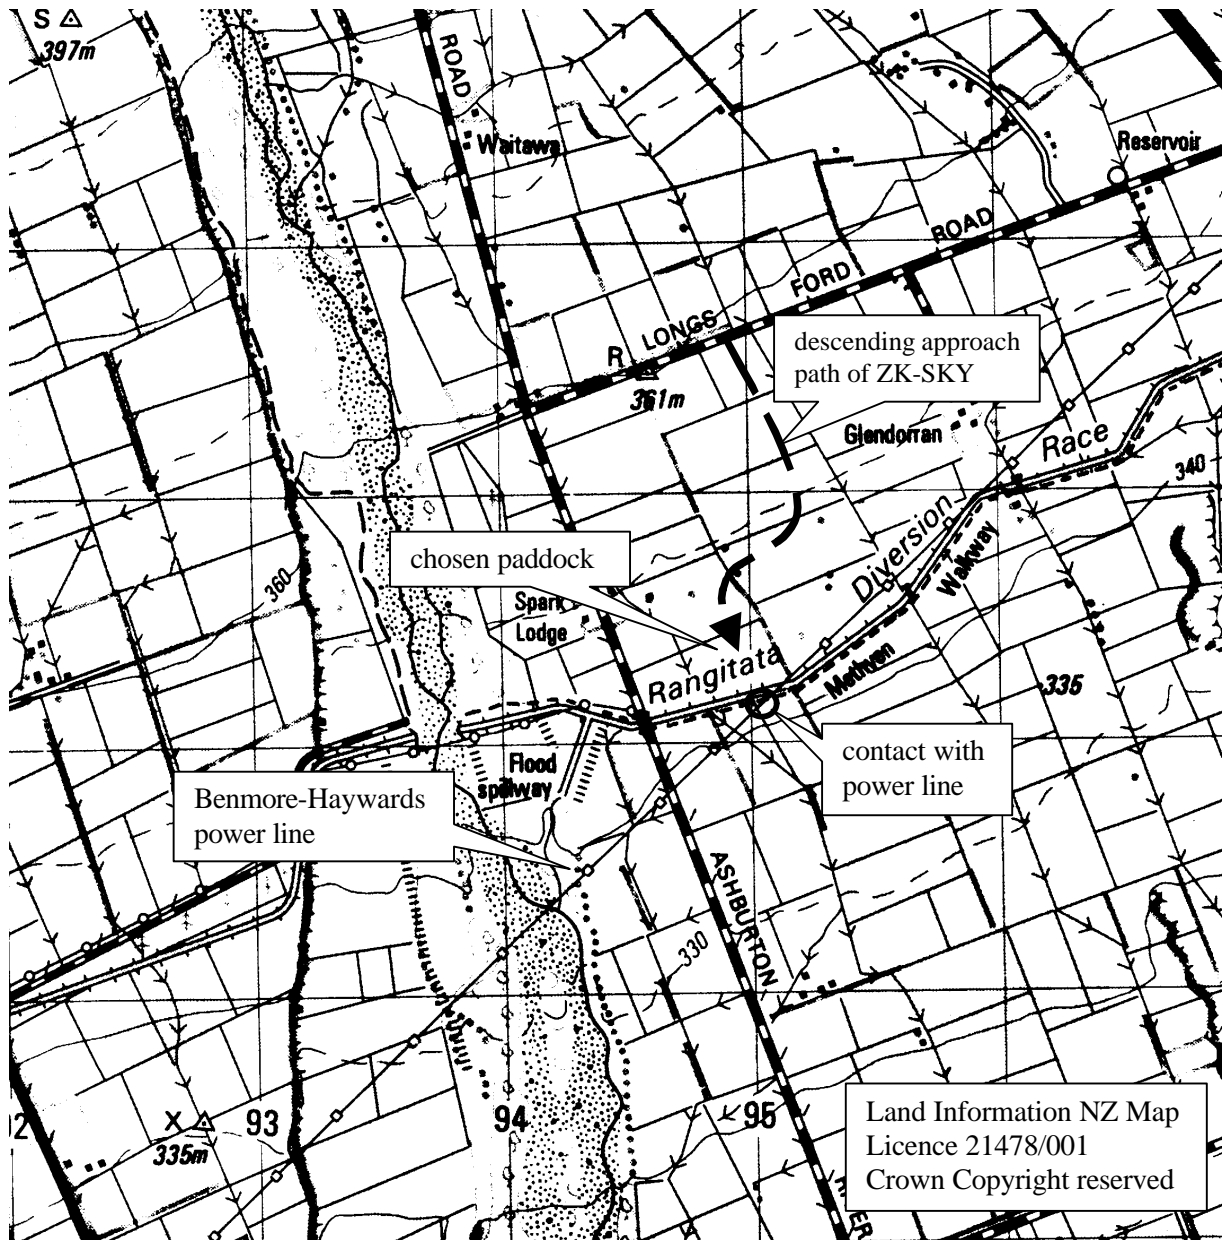 S
397m
ROAD
Waitawa
Reservoir
ROAD
FORD
LONGS
R
361m
descending approach
path of ZK-SKY
Glendorran
Race
340
Diversion
Walkway
chosen paddock
360
Spark
Lodge
Rangitata
Methven
335
contact with
power line
Flood
spillway
Benmore-Haywards
power line
ASHBURTON
330
X
335m
93
94
95
RIVER
Land Information NZ Map
Licence 21478/001
Crown Copyright reserved